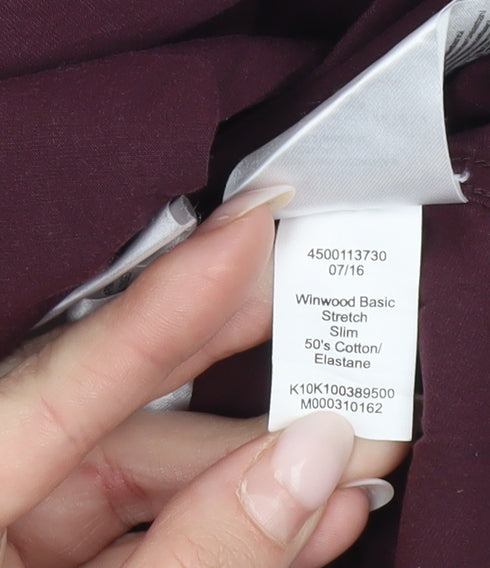 4500113730
07/16
Winwood Basic
Stretch
Slim
50's Cotton/
Elastane
K10K100389500
M000310162